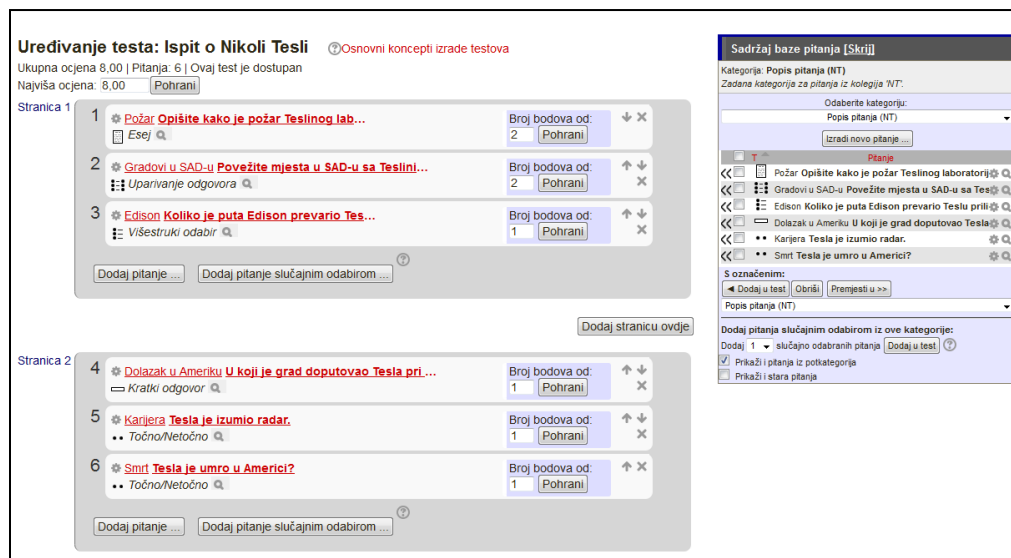 Uređivanje testa: Ispit o Nikoli Tesli
Osnovni koncepti izrade testova
Ukupna ocjena 8,00 | Pitanja: 6 | Ovaj test je dostupan
Najviša ocjena: 8,00 Pohrani
Stranica 1
1
Požar Opišite kako je požar Teslinog lab...
Esej
Broj bodova od:
2 Pohrani
2
Gradovi u SAD-u Povežite mjesta u SAD-u sa Teslini...
Uparivanje odgovora
Broj bodova od:
2 Pohrani
3
Edison Koliko je puta Edison prevario Tes...
Višestruki odabir
Broj bodova od:
1 Pohrani
Dodaj pitanje ... Dodaj pitanje slučajnim odabirom ...
Dodaj stranicu ovdje
Stranica 2
4
Dolazak u Ameriku U koji je grad doputovao Tesla pri ...
Kratki odgovor
Broj bodova od:
1 Pohrani
5
Karijera Tesla je izumio radar.
Točno/Netočno
Broj bodova od:
1 Pohrani
6
Smrt Tesla je umro u Americi?
Točno/Netočno
Broj bodova od:
1 Pohrani
Dodaj pitanje ... Dodaj pitanje slučajnim odabirom ...
Sadržaj baze pitanja [Skrij]
Kategorija: Popis pitanja (NT)
Zadana kategorija za pitanja iz kolegija 'NT'.
Odaberite kategoriju:
Popis pitanja (NT)
Izradi novo pitanje ...
T Pitanje
Požar Opišite kako je požar Teslinog laboratorij
Gradovi u SAD-u Povežite mjesta u SAD-u sa Tes
Edison Koliko je puta Edison prevario Teslu prili
Dolazak u Ameriku U koji je grad doputovao Tesla
Karijera Tesla je izumio radar.
Smrt Tesla je umro u Americi?
S označenim:
◄ Dodaj u test Obriši Premjesti u >>
Popis pitanja (NT)
Dodaj pitanja slučajnim odabirom iz ove kategorije:
Dodaj 1 slučajno odabranih pitanja Dodaj u test
Prikaži i pitanja iz potkategorija
Prikaži i stara pitanja